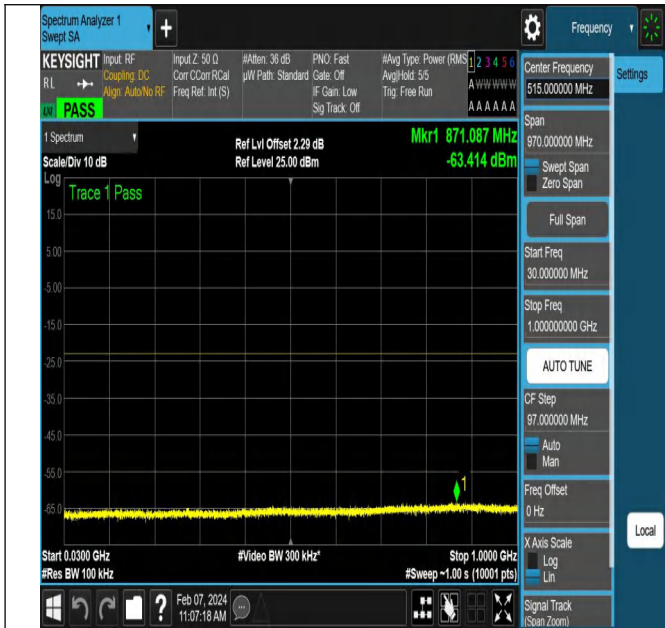 Spectrum Analyzer 1
Swept SA
+
Frequency
KEYSIGHT
RL
PASS
Input: RF
Coupling: DC
Align: Auto/No RF
Input Z: 50 Ω
Corr CCorr RCal
Freq Ref: Int (S)
#Atten: 36 dB
µW Path: Standard
PNO: Fast
Gate: Off
IF Gain: Low
Sig Track: Off
#Avg Type: Power (RMS
Avg|Hold: 5/5
Trig: Free Run
1 2 3 4 5 6
A W W W W W
A A A A A A
Center Frequency
515.000000 MHz
Settings
1 Spectrum
Scale/Div 10 dB
Log
Ref Lvl Offset 2.29 dB
Ref Level 25.00 dBm
Mkr1 871.087 MHz
-63.414 dBm
Trace 1 Pass
15.0
5.00
-5.00
-15.0
-25.0
-35.0
-45.0
-55.0
-65.0
1
Start 0.0300 GHz
#Res BW 100 kHz
#Video BW 300 kHz*
Stop 1.0000 GHz
#Sweep ~1.00 s (10001 pts)
Span
970.000000 MHz
Swept Span
Zero Span
Full Span
Start Freq
30.000000 MHz
Stop Freq
1.000000000 GHz
AUTO TUNE
CF Step
97.000000 MHz
Auto
Man
Freq Offset
0 Hz
X Axis Scale
Log
Lin
Signal Track
(Span Zoom)
Local
?
Feb 07, 2024
11:07:18 AM